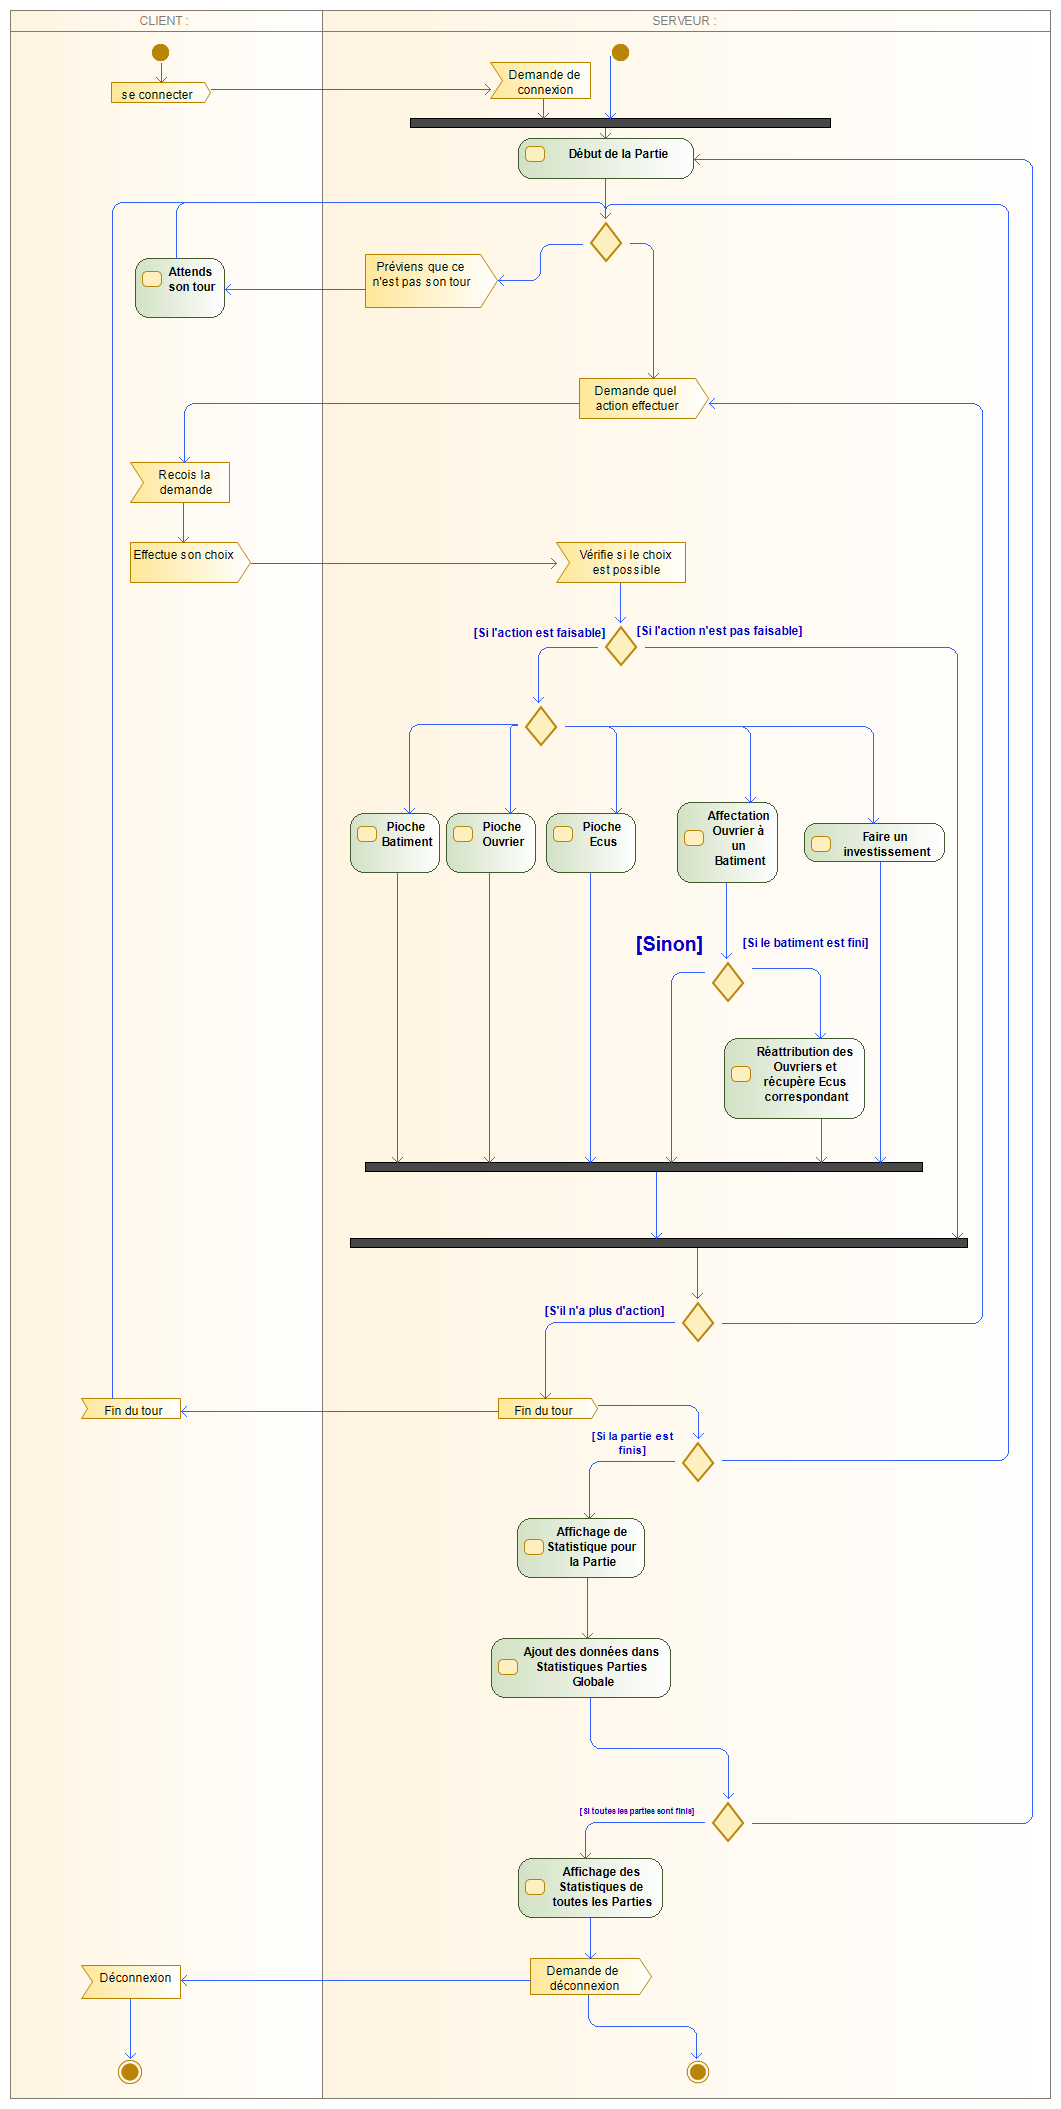 CLIENT :
SERVEUR :
se connecter
Demande de
connexion
Début de la Partie
Attends
son tour
Préviens que ce
n'est pas son tour
Demande quel
action effectuer
Recois la
demande
Effectue son choix
Vérifie si le choix
est possible
[Si l'action est faisable]
[Si l'action n'est pas faisable]
Pioche
Batiment
Pioche
Ouvrier
Pioche
Ecus
Affectation
Ouvrier à
un
Batiment
Faire un
investissement
[Sinon]
[Si le batiment est fini]
Réattribution des
Ouvriers et
récupère Ecus
correspondant
[S'il n'a plus d'action]
Fin du tour
Fin du tour
[Si la partie est
finis]
Affichage de
Statistique pour
la Partie
Ajout des données dans
Statistiques Parties
Globale
[Si toutes les parties sont finis]
Affichage des
Statistiques de
toutes les Parties
Déconnexion
Demande de
déconnexion